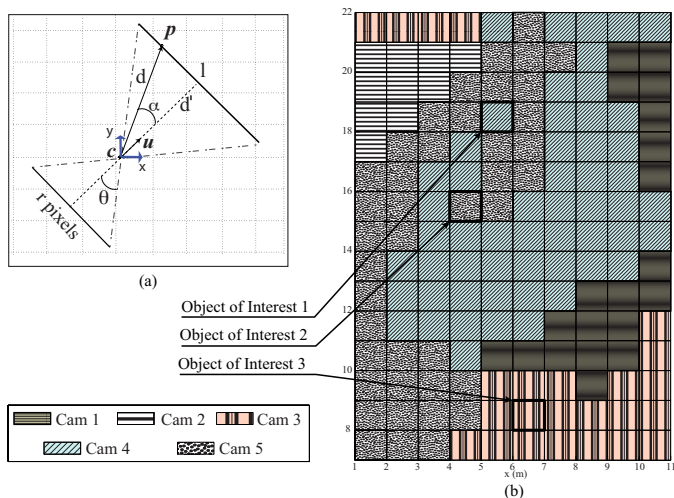 p
d
l
α
d'
y
u
c
x
θ
r pixels
(a)
22
20
18
16
14
12
10
8
1 2 3 4 5 6 7 8 9 10 11
x (m)
(b)
Object of Interest 1
Object of Interest 2
Object of Interest 3
Cam 1 Cam 2 Cam 3
Cam 4 Cam 5